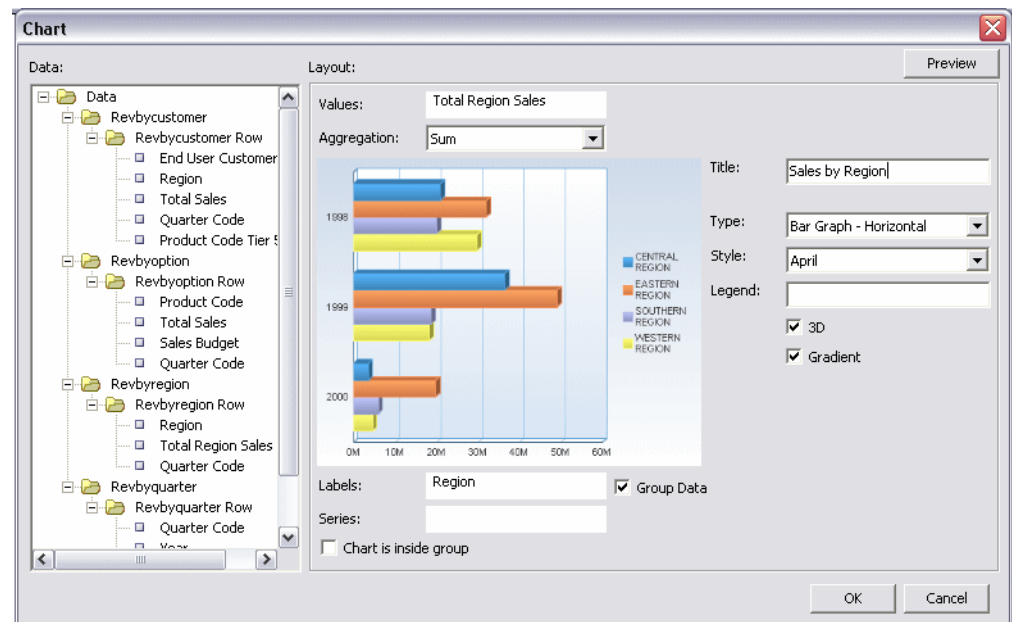 Chart
Data:
Layout:
Preview
Data
Revbycustomer
Revbycustomer Row
End User Customer
Region
Total Sales
Quarter Code
Product Code Tier
Revbyoption
Revbyoption Row
Product Code
Total Sales
Sales Budget
Quarter Code
Revbyregion
Revbyregion Row
Region
Total Region Sales
Quarter Code
Revbyquarter
Revbyquarter Row
Quarter Code
Year
Values: Total Region Sales
Aggregation: Sum
1998
1999
2000
0M 10M 20M 30M 40M 50M 60M
CENTRAL
REGION
EASTERN
REGION
SOUTHERN
REGION
WESTERN
REGION
Title: Sales by Region
Type: Bar Graph - Horizontal
Style: April
Legend:
3D
Gradient
Labels: Region
Group Data
Series:
Chart is inside group
OK
Cancel